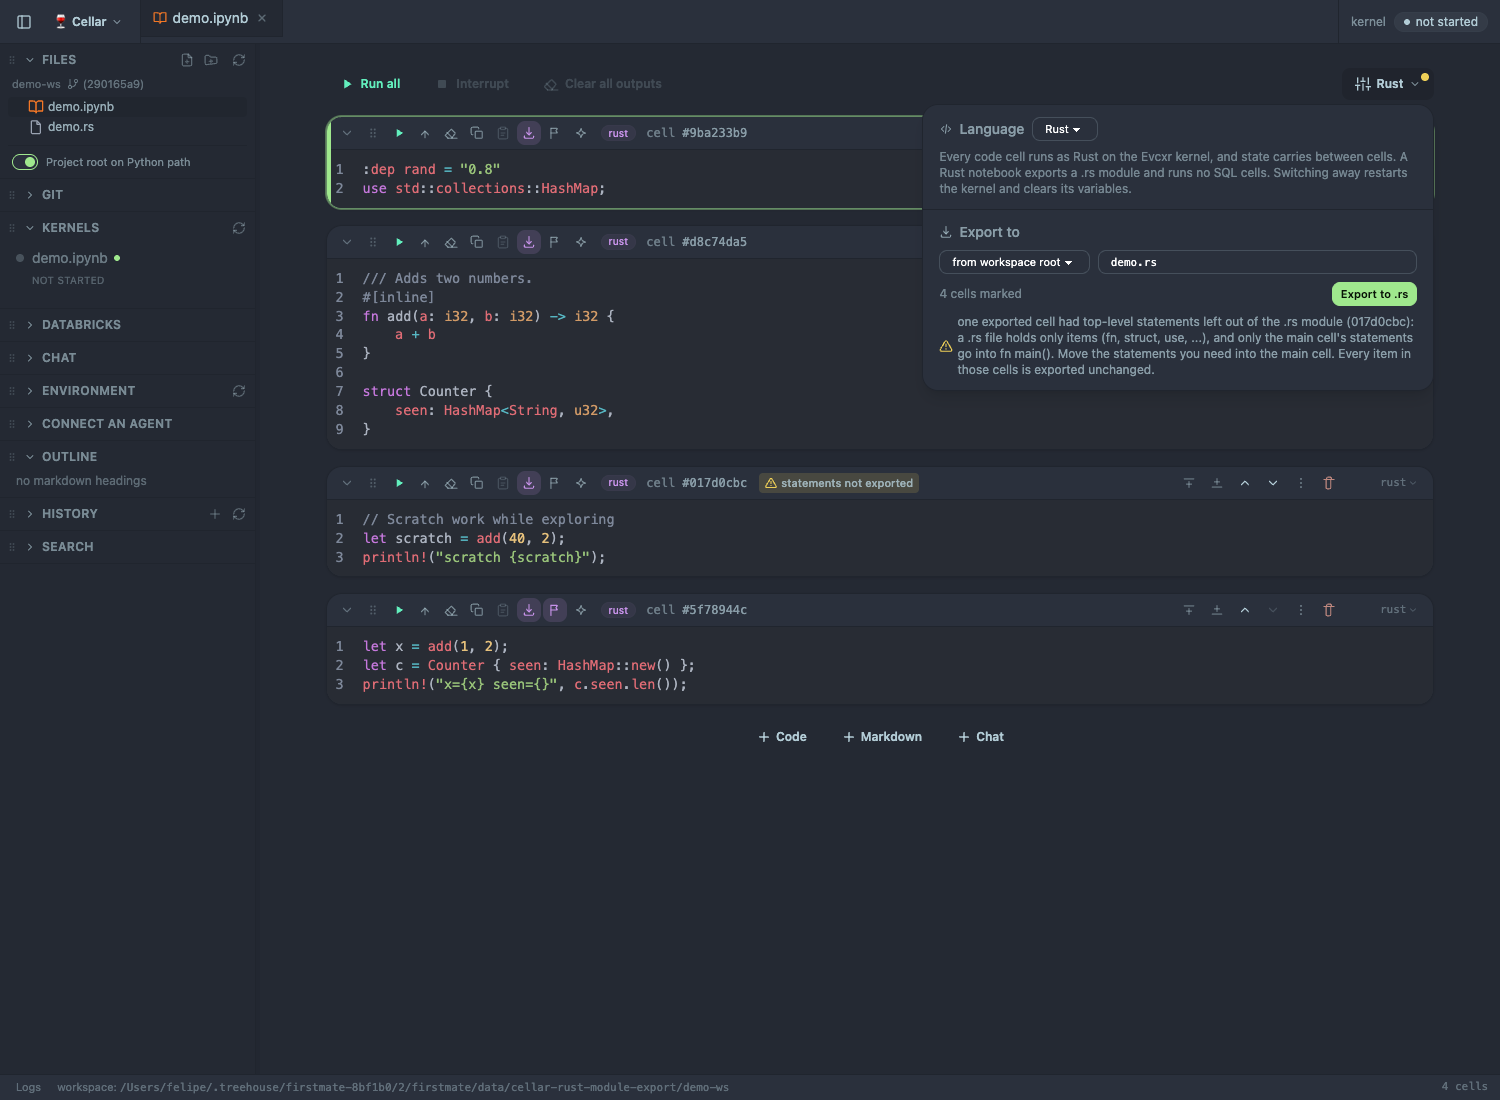 Cellar
demo.ipynb
kernel
not started
FILES
demo-ws (290165a9)
demo.ipynb
demo.rs
Project root on Python path
GIT
KERNELS
demo.ipynb
NOT STARTED
DATABRICKS
CHAT
ENVIRONMENT
CONNECT AN AGENT
OUTLINE
no markdown headings
HISTORY
SEARCH
Run all
Interrupt
Clear all outputs
Rust
rust cell #9ba233b9
1 :dep rand = "0.8"
2 use std::collections::HashMap;
Language Rust
Every code cell runs as Rust on the Evcxr kernel, and state carries between cells. A
Rust notebook exports a .rs module and runs no SQL cells. Switching away restarts
the kernel and clears its variables.
Export to
from workspace root demo.rs
4 cells marked Export to .rs
one exported cell had top-level statements left out of the .rs module (017d0cbc):
a .rs file holds only items (fn, struct, use, ...), and only the main cell's statements
go into fn main(). Move the statements you need into the main cell. Every item in
those cells is exported unchanged.
rust cell #d8c74da5
1 /// Adds two numbers.
2 #[inline]
3 fn add(a: i32, b: i32) -> i32 {
4     a + b
5 }
6
7 struct Counter {
8     seen: HashMap<String, u32>,
9 }
rust cell #017d0cbc statements not exported rust
1 // Scratch work while exploring
2 let scratch = add(40, 2);
3 println!("scratch {scratch}");
rust cell #5f78944c rust
1 let x = add(1, 2);
2 let c = Counter { seen: HashMap::new() };
3 println!("x={x} seen={}", c.seen.len());
+ Code + Markdown + Chat
Logs workspace: /Users/felipe/.treehouse/firstmate-8bf1b0/2/firstmate/data/cellar-rust-module-export/demo-ws 4 cells